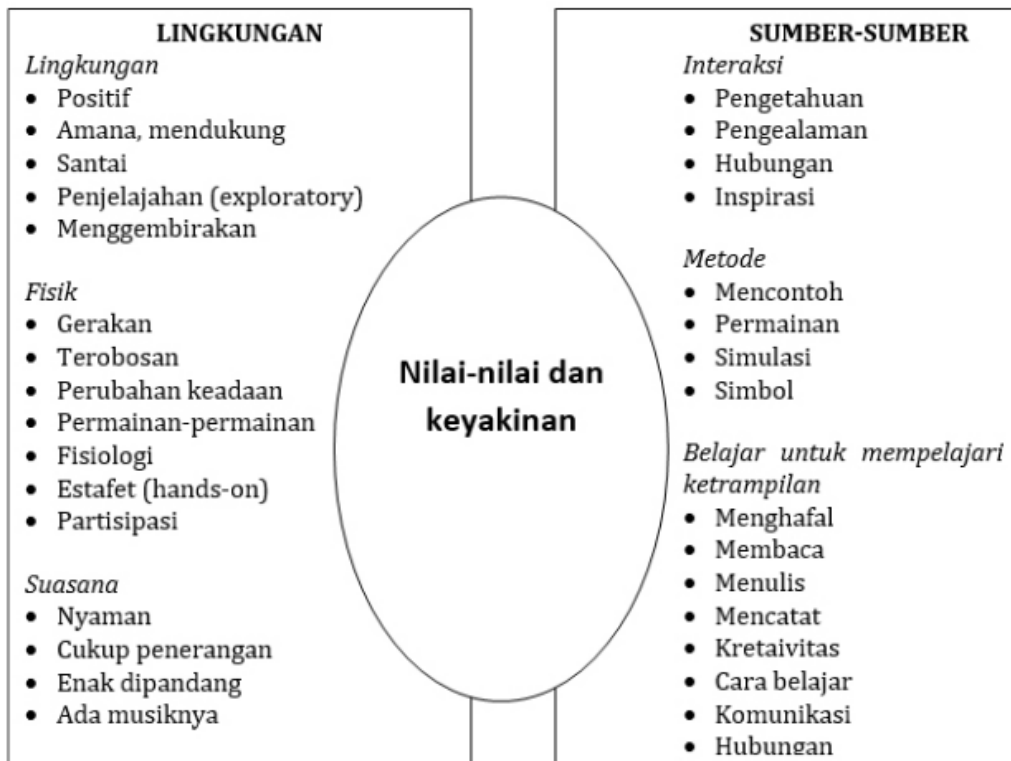 LINGKUNGAN
Lingkungan
• Positif
• Amana, mendukung
• Santai
• Penjelajahan (exploratory)
• Menggembirakan
Fisik
• Gerakan
• Terobosan
• Perubahan keadaan
• Permainan-permainan
• Fisiologi
• Estafet (hands-on)
• Partisipasi
Suasana
• Nyaman
• Cukup penerangan
• Enak dipandang
• Ada musiknya
Nilai-nilai dan
keyakinan
SUMBER-SUMBER
Interaksi
• Pengetahuan
• Pengealaman
• Hubungan
• Inspirasi
Metode
• Mencontoh
• Permainan
• Simulasi
• Simbol
Belajar untuk mempelajari
ketrampilan
• Menghafal
• Membaca
• Menulis
• Mencatat
• Kretaivitas
• Cara belajar
• Komunikasi
• Hubungan